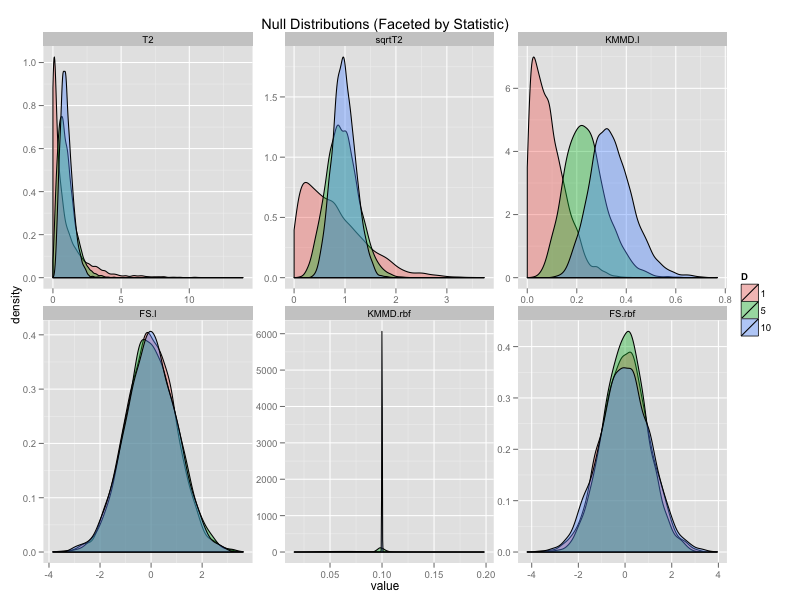 Null Distributions (Faceted by Statistic)
T2 sqrtT2 KMMD.l
1.0
0.8
0.6
0.4
0.2
0.0
0 5 10
1.5
1.0
0.5
0.0
0 1 2 3
6
4
2
0
0.0 0.2 0.4 0.6 0.8
density
D
1
5
10
FS.l KMMD.rbf FS.rbf
0.4
0.3
0.2
0.1
0.0
-4 -2 0 2
6000
5000
4000
3000
2000
1000
0
0.05 0.10 0.15 0.20
0.4
0.3
0.2
0.1
0.0
-4 -2 0 2 4
value